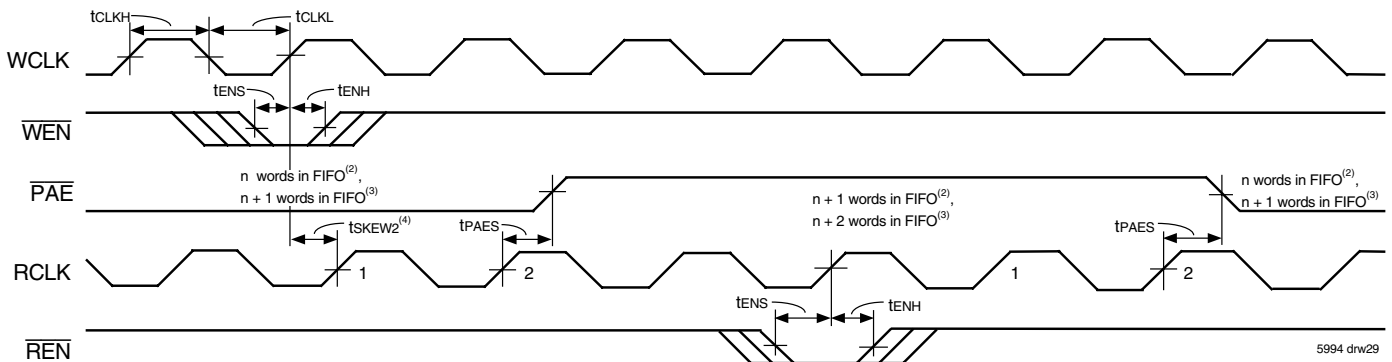 tCLKH
tCLKL
WCLK
tENS
tENH
WEN
n words in FIFO(2),
n + 1 words in FIFO(3)
PAE
n + 1 words in FIFO(2),
n + 2 words in FIFO(3)
n words in FIFO(2),
n + 1 words in FIFO(3)
tSKEW2(4)
tPAES
tPAES
RCLK
1
2
1
2
tENS
tENH
REN
5994 drw29